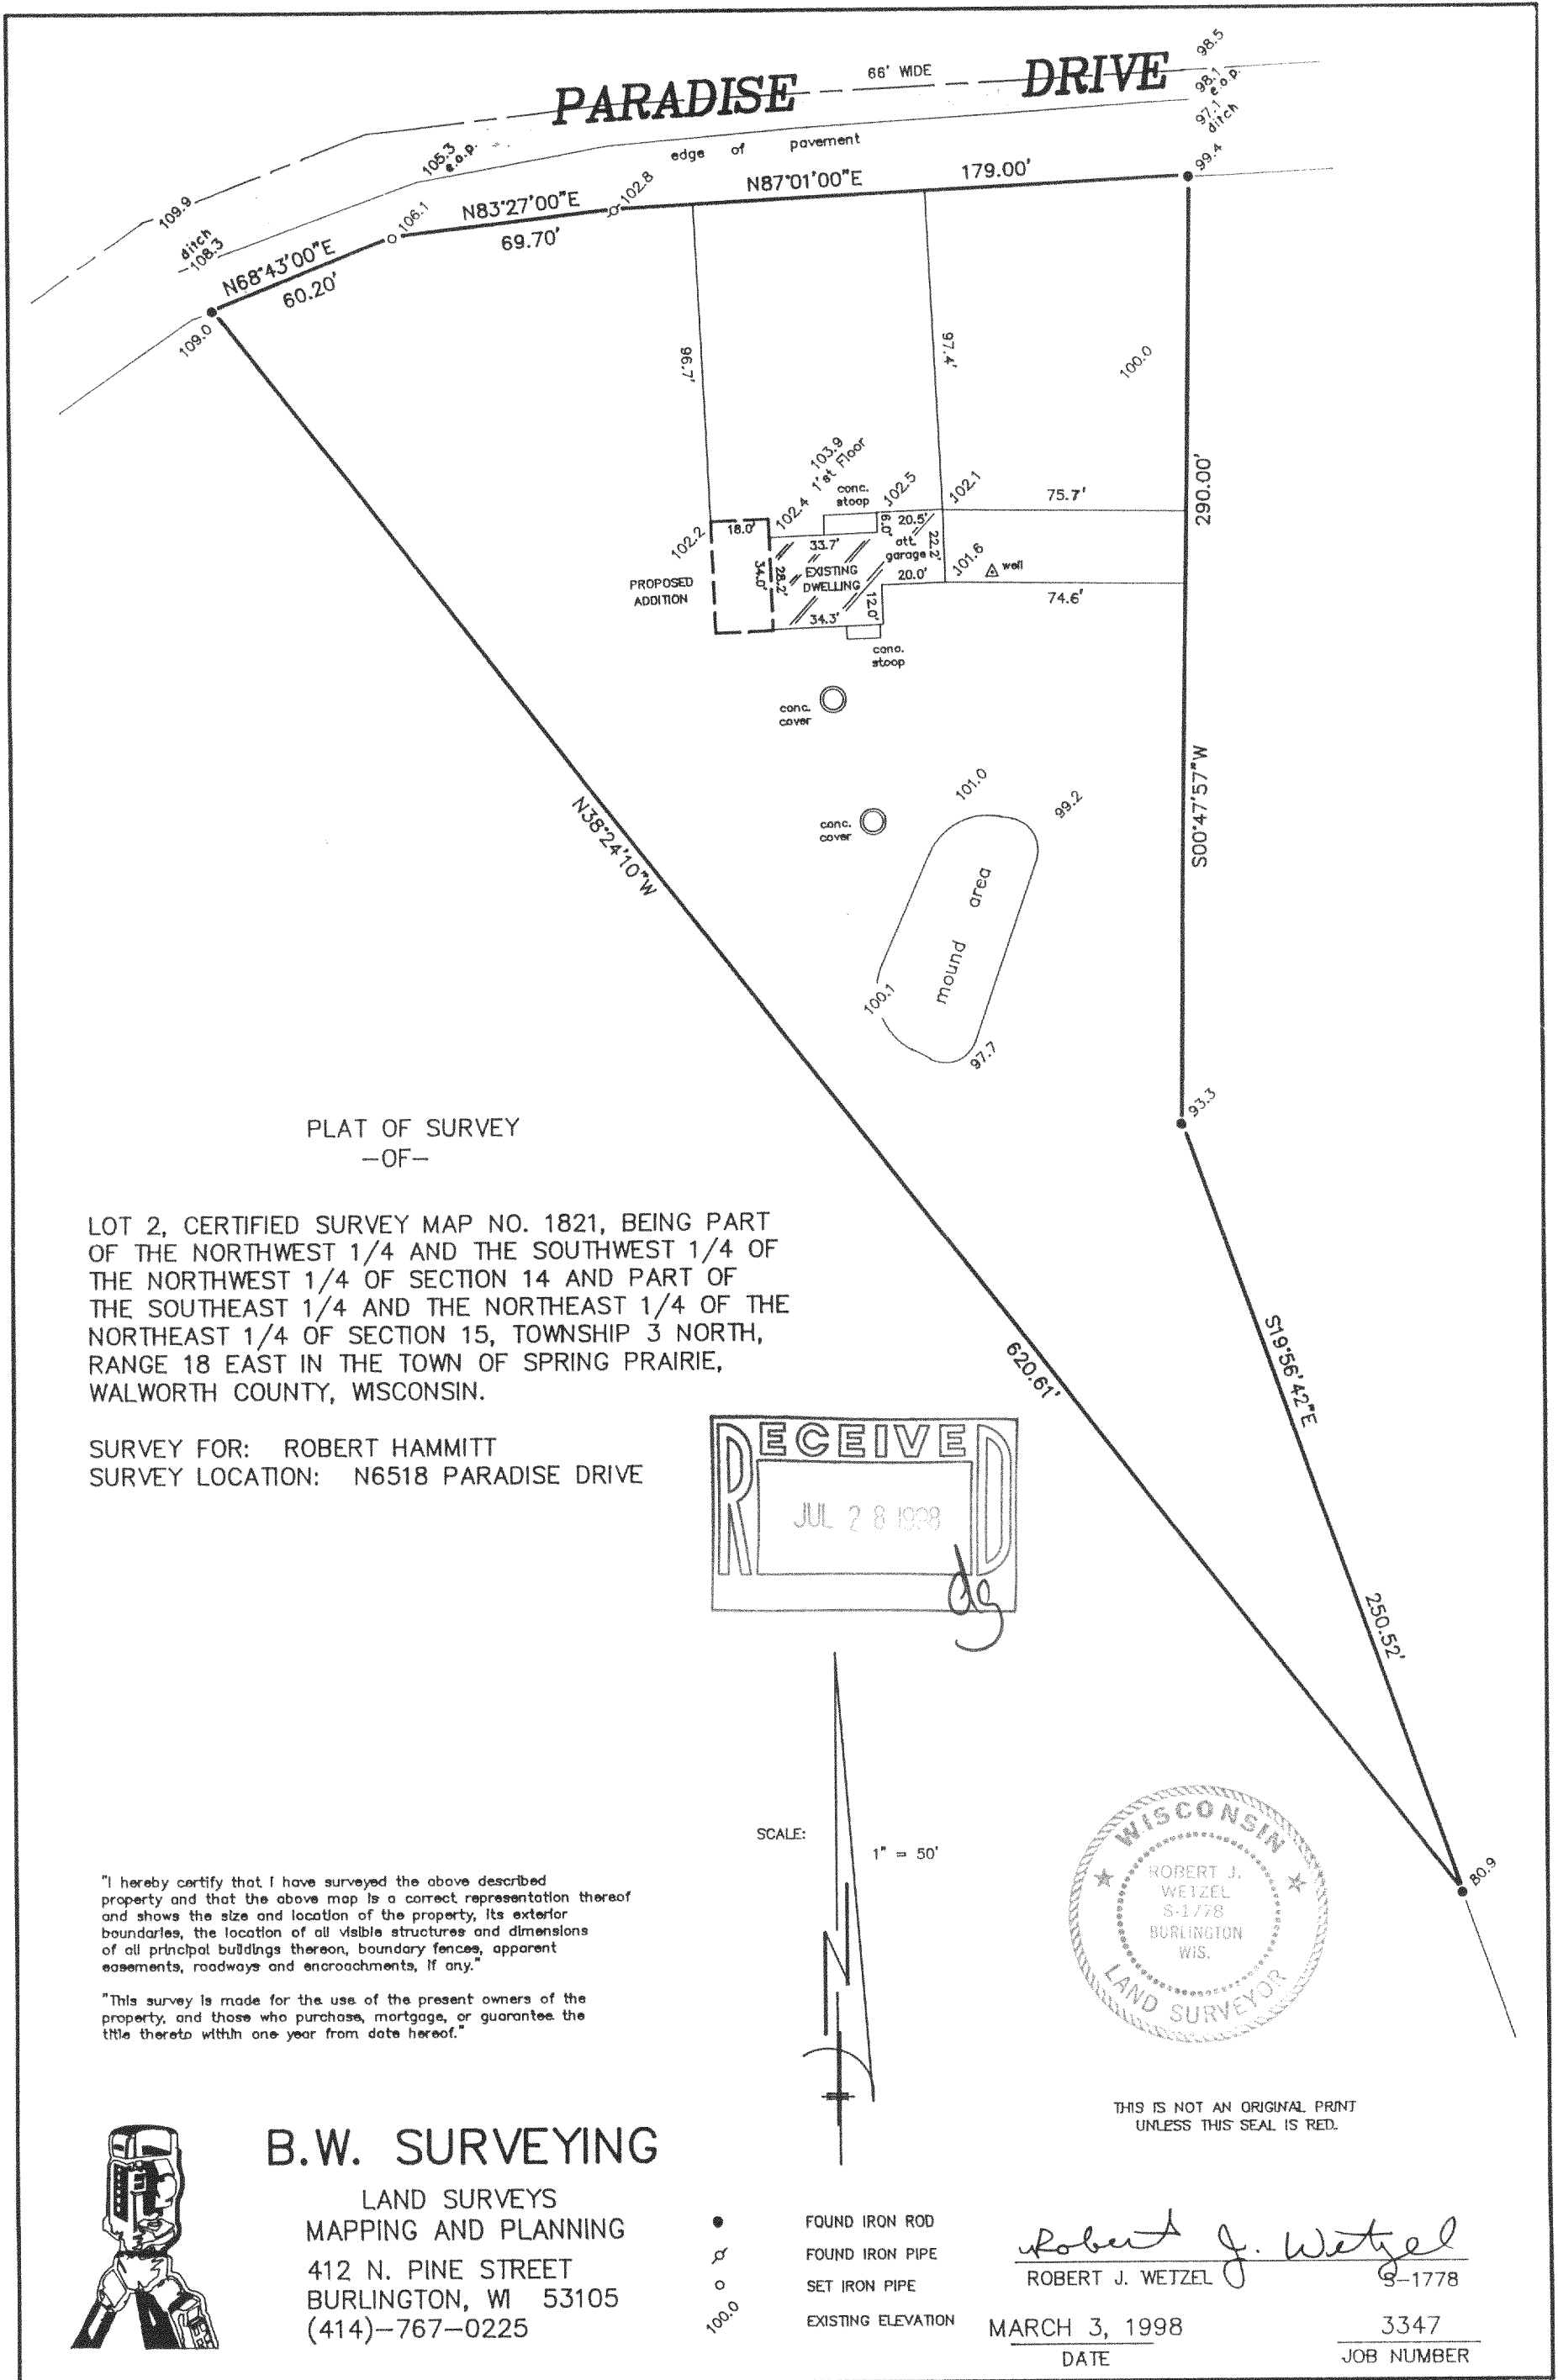 PARADISE 66' WIDE DRIVE
98.5
98.1
e.o.p.
97.1
ditch
99.4
edge of pavement
105.3
e.o.p.
109.9
ditch
108.3
106.1
102.8
109.0
N68°43'00"E
60.20'
N83°27'00"E
69.70'
N87°01'00"E 179.00'
96.7'
97.4'
100.0
290.00'
S00°47'57"W
103.9
1'st Floor
102.4
conc.
stoop
102.5
102.1
75.7'
102.2
18.0'
34.0'
PROPOSED
ADDITION
33.7'
28.2'
EXISTING
DWELLING
34.3'
6.0'
20.5'
att.
garage
22.2'
20.0'
12.0'
101.6
well
74.6'
conc.
stoop
conc.
cover
conc.
cover
101.0
99.2
mound area
100.1
97.7
N38°24'10"W
620.61'
93.3
S19°56'42"E
250.52'
80.9
PLAT OF SURVEY
-OF-
LOT 2, CERTIFIED SURVEY MAP NO. 1821, BEING PART
OF THE NORTHWEST 1/4 AND THE SOUTHWEST 1/4 OF
THE NORTHWEST 1/4 OF SECTION 14 AND PART OF
THE SOUTHEAST 1/4 AND THE NORTHEAST 1/4 OF THE
NORTHEAST 1/4 OF SECTION 15, TOWNSHIP 3 NORTH,
RANGE 18 EAST IN THE TOWN OF SPRING PRAIRIE,
WALWORTH COUNTY, WISCONSIN.
SURVEY FOR: ROBERT HAMMITT
SURVEY LOCATION: N6518 PARADISE DRIVE
RECEIVED
JUL 28 1998
dg
SCALE:
1" = 50'
N
WISCONSIN
ROBERT J.
WETZEL
S-1778
BURLINGTON
WIS.
LAND SURVEYOR
"I hereby certify that I have surveyed the above described
property and that the above map is a correct representation thereof
and shows the size and location of the property, its exterior
boundaries, the location of all visible structures and dimensions
of all principal buildings thereon, boundary fences, apparent
easements, roadways and encroachments, if any."
"This survey is made for the use of the present owners of the
property, and those who purchase, mortgage, or guarantee the
title thereto within one year from date hereof."
THIS IS NOT AN ORIGINAL PRINT
UNLESS THIS SEAL IS RED.
B.W. SURVEYING
LAND SURVEYS
MAPPING AND PLANNING
412 N. PINE STREET
BURLINGTON, WI 53105
(414)-767-0225
FOUND IRON ROD
FOUND IRON PIPE
SET IRON PIPE
100.0 EXISTING ELEVATION
Robert J. Wetzel
ROBERT J. WETZEL S-1778
MARCH 3, 1998
DATE
3347
JOB NUMBER